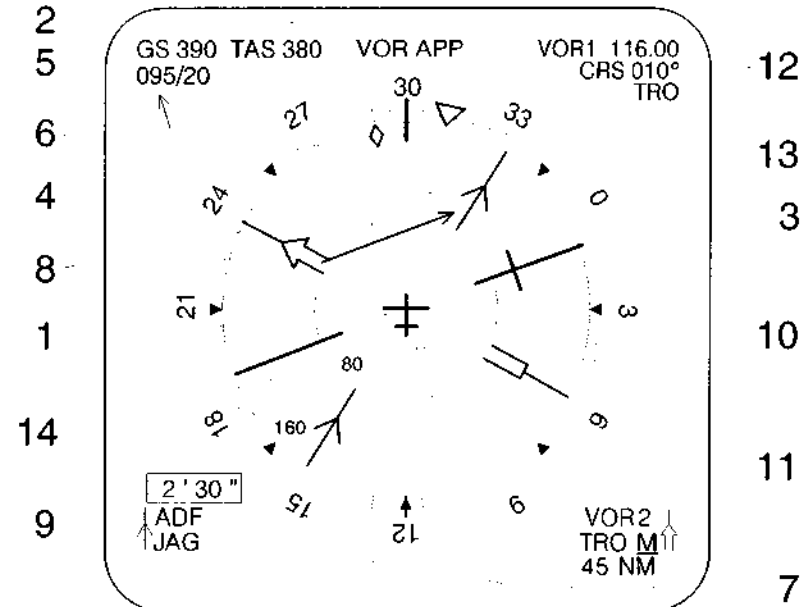 2
GS 390 TAS 380 VOR APP VOR1 116.00
5 095/20 CRS 010° 12
TRO
30
27 33
6 13
24 0
4 3
8
21 3
1 10
80
18 6
160
14
11
2 ' 30 "
15 9
ADF VOR2
9 JAG 12 TRO M
45 NM
7